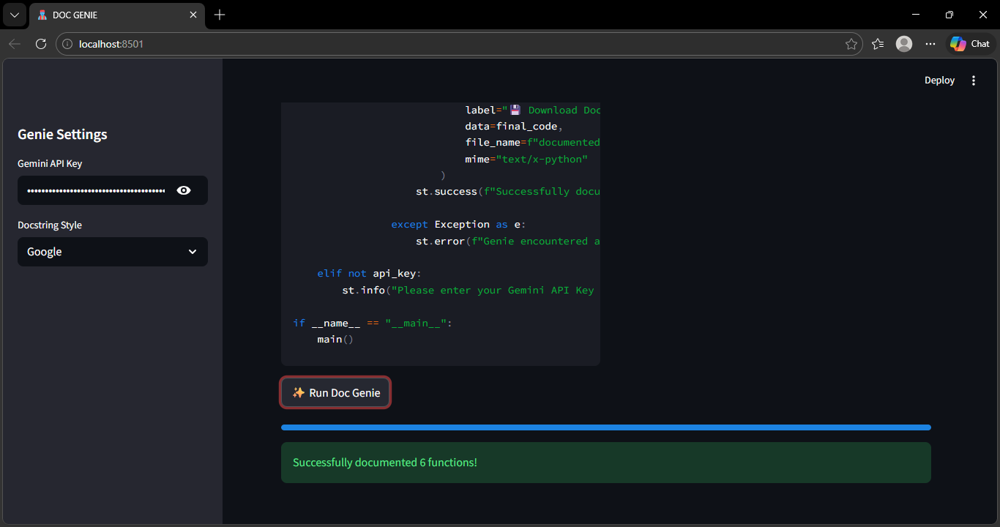 DOC GENIE
localhost:8501
Chat
Deploy
Genie Settings
Gemini API Key
Docstring Style
Google
label="💾 Download Doc
data=final_code,
file_name=f"documented
mime="text/x-python"
)
st.success(f"Successfully docu
except Exception as e:
st.error(f"Genie encountered a
elif not api_key:
st.info("Please enter your Gemini API Key
if __name__ == "__main__":
main()
✨ Run Doc Genie
Successfully documented 6 functions!